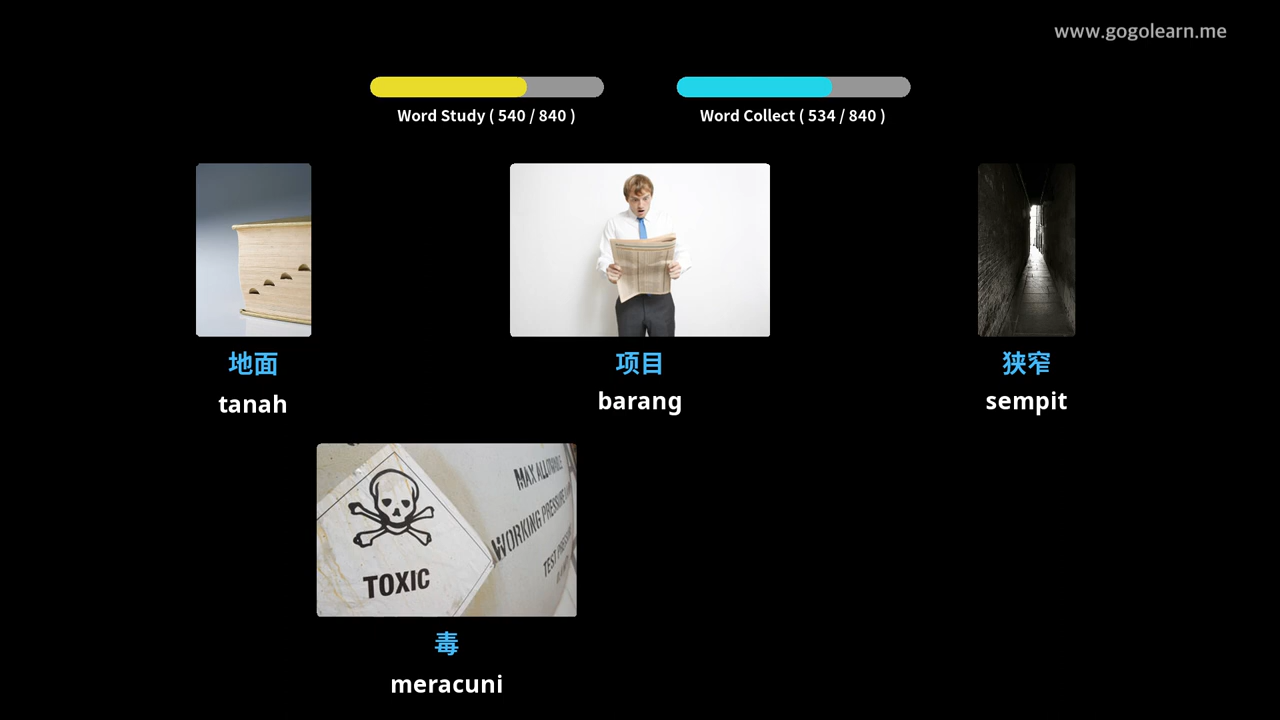 www.gogolearn.me
Word Study ( 540 / 840 )
Word Collect ( 534 / 840 )
地面
tanah
项目
barang
狭窄
sempit
TOXIC
MAX ALLOWABLE
WORKING PRESSURE
TEST PRESSURE
毒
meracuni